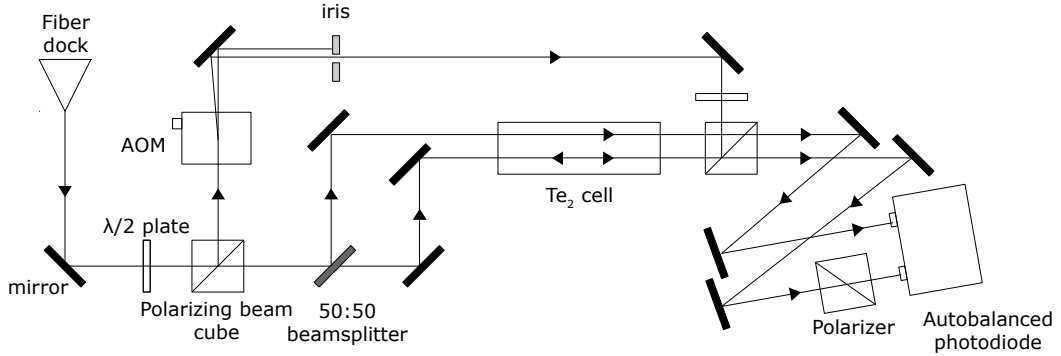 Fiber
dock
iris
AOM
Te₂ cell
λ/2 plate
mirror
Polarizing beam
cube
50:50
beamsplitter
Polarizer
Autobalanced
photodiode